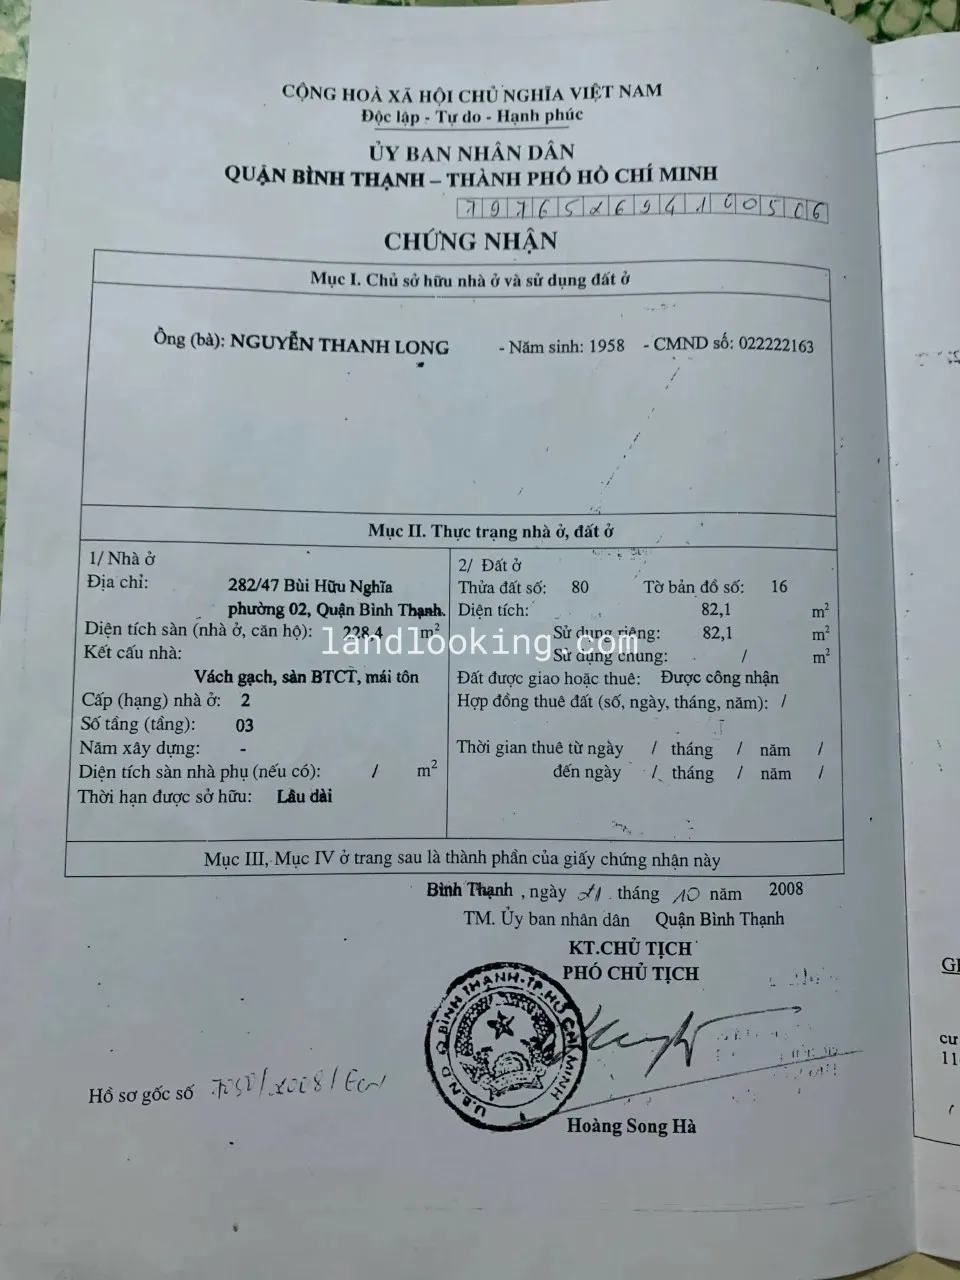 CỘNG HOÀ XÃ HỘI CHỦ NGHĨA VIỆT NAM
Độc lập - Tự do - Hạnh phúc
ỦY BAN NHÂN DÂN
QUẬN BÌNH THẠNH – THÀNH PHỐ HỒ CHÍ MINH
CHỨNG NHẬN
Mục I. Chủ sở hữu nhà ở và sử dụng đất ở
Ông (bà): NGUYỄN THANH LONG - Năm sinh: 1958 - CMND số: 022222163
Mục II. Thực trạng nhà ở, đất ở
1/ Nhà ở
Địa chỉ: 282/47 Bùi Hữu Nghĩa
phường 02, Quận Bình Thạnh.
Diện tích sàn (nhà ở, căn hộ): 228,4 m²
Kết cấu nhà:
Vách gạch, sàn BTCT, mái tôn
Cấp (hạng) nhà ở: 2
Số tầng (tầng): 03
Năm xây dựng: -
Diện tích sàn nhà phụ (nếu có): / m²
Thời hạn được sở hữu: Lâu dài
2/ Đất ở
Thửa đất số: 80 Tờ bản đồ số: 16
Diện tích: 82,1 m²
Sử dụng riêng: 82,1 m²
Sử dụng chung: / m²
Đất được giao hoặc thuê: Được công nhận
Hợp đồng thuê đất (số, ngày, tháng, năm): /
Thời gian thuê từ ngày / tháng / năm /
đến ngày / tháng / năm /
landlooking.com
Mục III, Mục IV ở trang sau là thành phần của giấy chứng nhận này
Bình Thạnh , ngày 21 tháng 10 năm 2008
TM. Ủy ban nhân dân Quận Bình Thạnh
KT.CHỦ TỊCH
PHÓ CHỦ TỊCH
U.B.N.D Q BÌNH THẠNH-TP.HỒ CHÍ MINH
Hồ sơ gốc số
Hoàng Song Hà